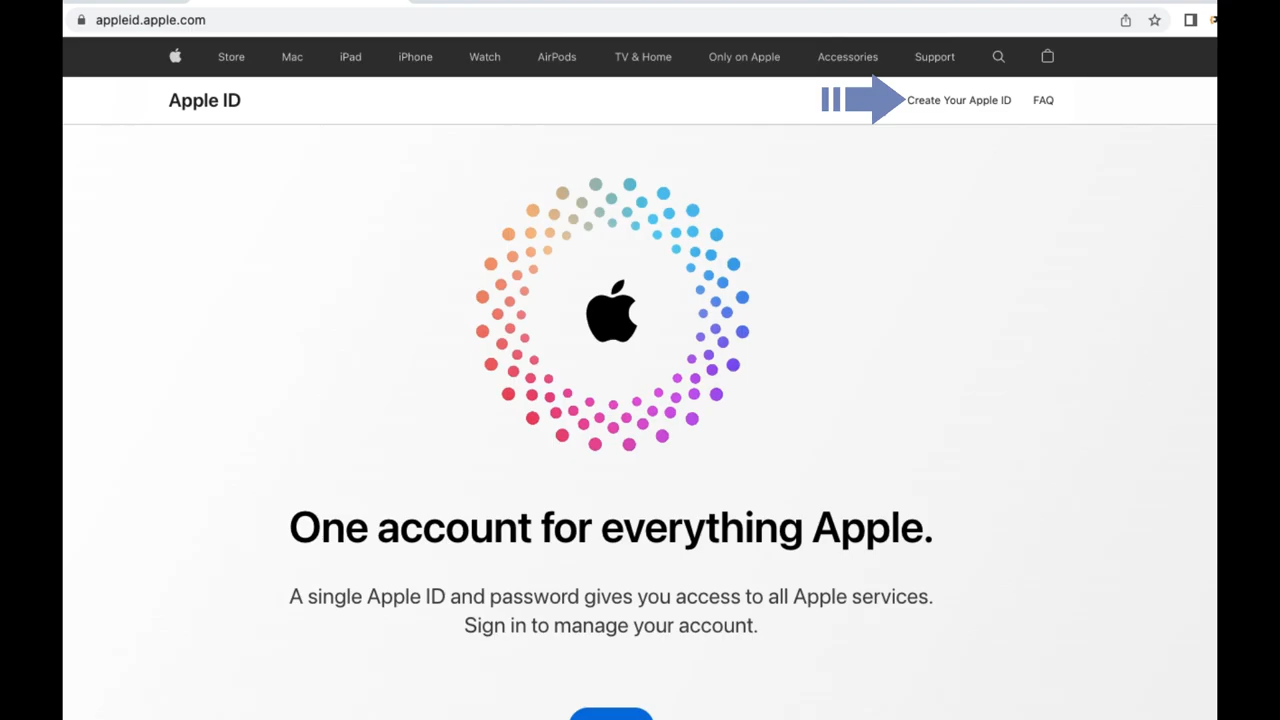 appleid.apple.com
Store Mac iPad iPhone Watch AirPods TV & Home Only on Apple Accessories Support
Apple ID Create Your Apple ID FAQ
One account for everything Apple.
A single Apple ID and password gives you access to all Apple services.
Sign in to manage your account.